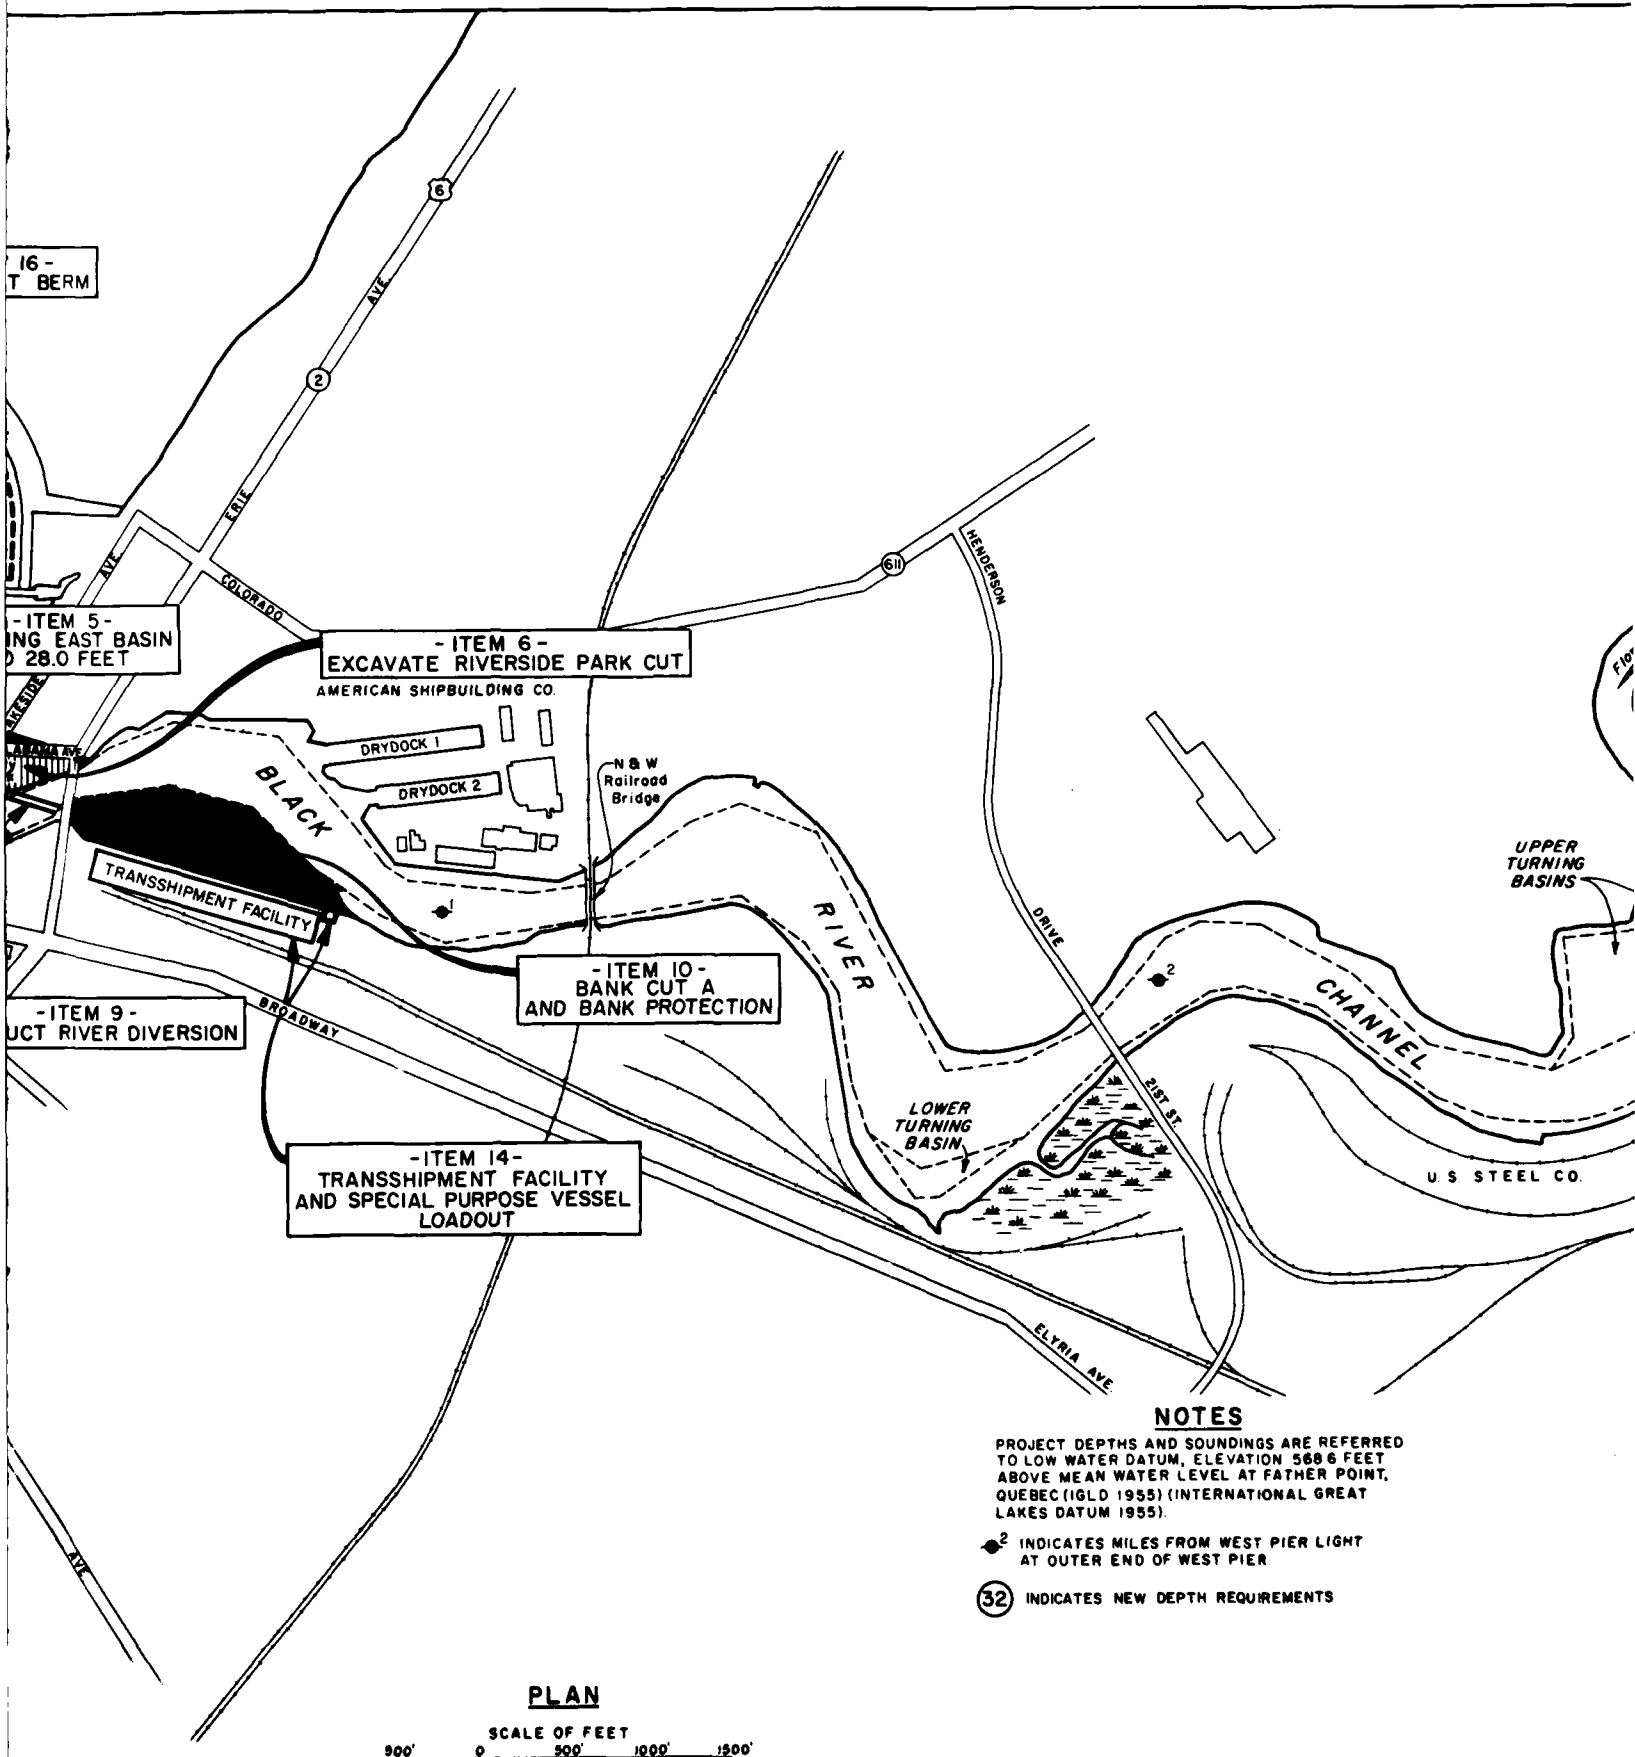 6
AVE.
16 -
T BERM
2
ERIE
AVE.
COLORADO
611
HENDERSON
- ITEM 5 -
ING EAST BASIN
28.0 FEET
- ITEM 6 -
EXCAVATE RIVERSIDE PARK CUT
AMERICAN SHIPBUILDING CO.
AKESIDE
LABAMA AVE
DRYDOCK 1
DRYDOCK 2
N & W
Railroad
Bridge
BLACK
UPPER
TURNING
BASINS
TRANSSHIPMENT FACILITY
1
RIVER
DRIVE
2
CHANNEL
- ITEM 10 -
BANK CUT A
AND BANK PROTECTION
- ITEM 9 -
UCT RIVER DIVERSION
BROADWAY
LOWER
TURNING
BASIN
21ST ST.
U.S. STEEL CO.
- ITEM 14 -
TRANSSHIPMENT FACILITY
AND SPECIAL PURPOSE VESSEL
LOADOUT
ELYRIA AVE.
NOTES
PROJECT DEPTHS AND SOUNDINGS ARE REFERRED
TO LOW WATER DATUM, ELEVATION 568 6 FEET
ABOVE MEAN WATER LEVEL AT FATHER POINT,
QUEBEC (IGLD 1955) (INTERNATIONAL GREAT
LAKES DATUM 1955).
2 INDICATES MILES FROM WEST PIER LIGHT
AT OUTER END OF WEST PIER
32 INDICATES NEW DEPTH REQUIREMENTS
AVE.
PLAN
SCALE OF FEET
500' 0 500' 1000' 1500'